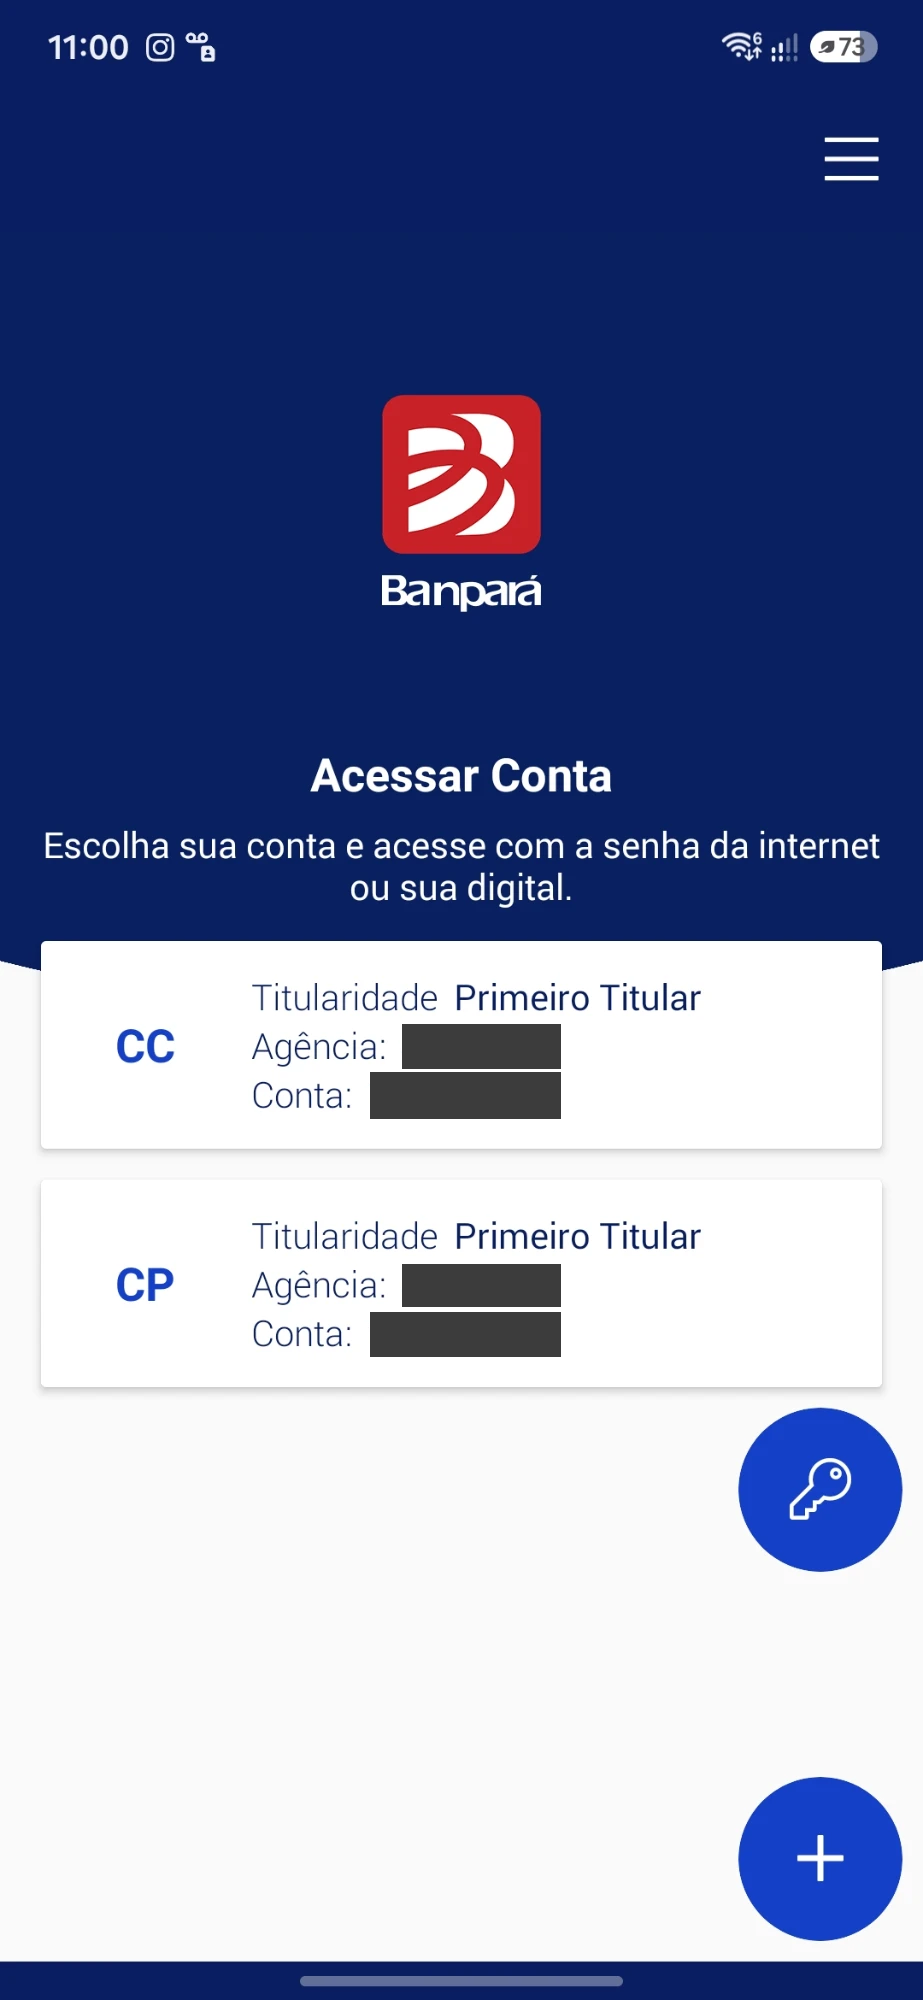 11:00
6
73
Banpará
Acessar Conta
Escolha sua conta e acesse com a senha da internet
ou sua digital.
CC
Titularidade Primeiro Titular
Agência:
Conta:
CP
Titularidade Primeiro Titular
Agência:
Conta: